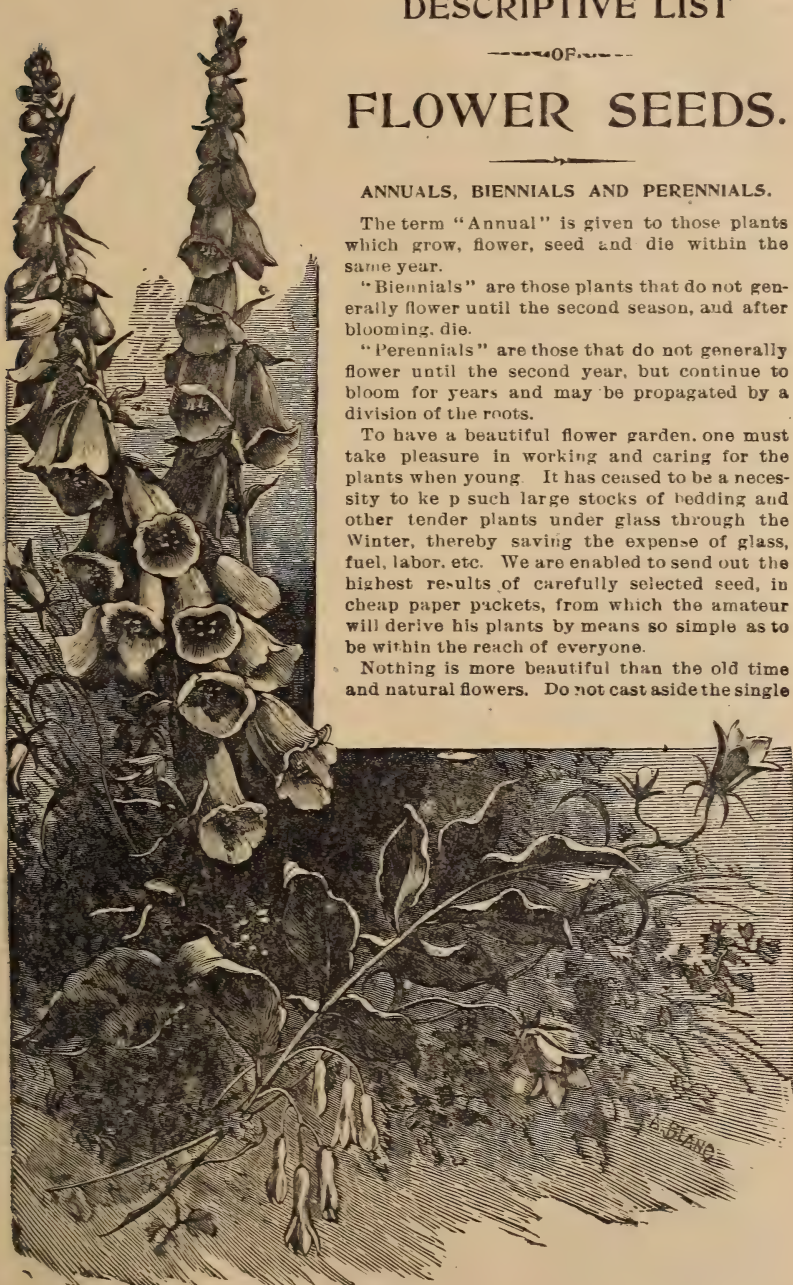 DESCRIPTIVE LIST
OF
FLOWER SEEDS.
ANNUALS, BIENNIALS AND PERENNIALS.
The term "Annual" is given to those plants
which grow, flower, seed and die within the
same year.
"Biennials" are those plants that do not gen-
erally flower until the second season, and after
blooming, die.
"Perennials" are those that do not generally
flower until the second year, but continue to
bloom for years and may be propagated by a
division of the roots.
To have a beautiful flower garden, one must
take pleasure in working and caring for the
plants when young. It has ceased to be a neces-
sity to ke p such large stocks of bedding and
other tender plants under glass through the
Winter, thereby saving the expense of glass,
fuel, labor, etc. We are enabled to send out the
highest results of carefully selected seed, in
cheap paper packets, from which the amateur
will derive his plants by means so simple as to
be within the reach of everyone.
Nothing is more beautiful than the old time
and natural flowers. Do not cast aside the single
A. BLANC